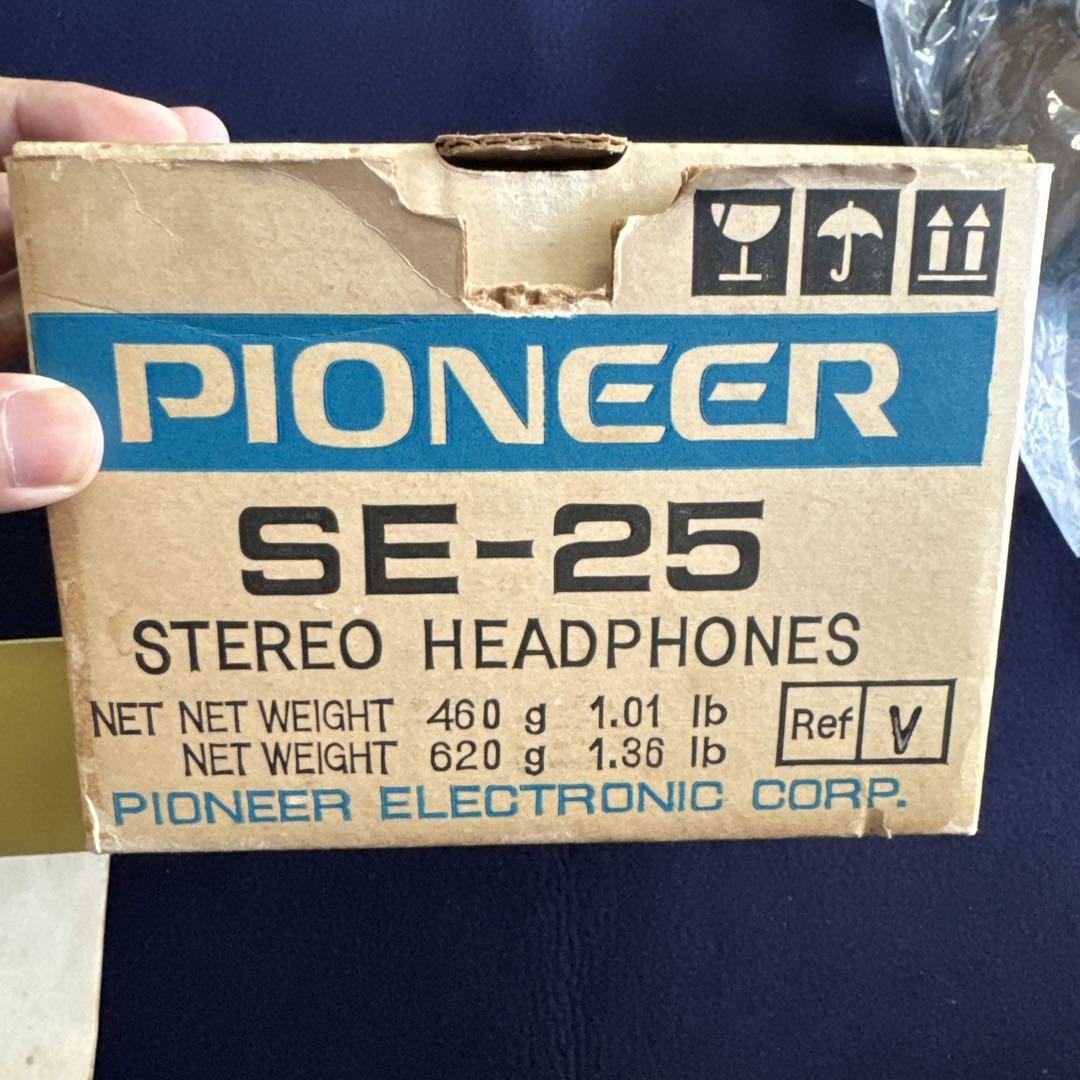 PIONEER
SE-25
STEREO HEADPHONES
NET NET WEIGHT 460 g 1.01 lb
NET WEIGHT 620 g 1.36 lb
Ref V
PIONEER ELECTRONIC CORP.